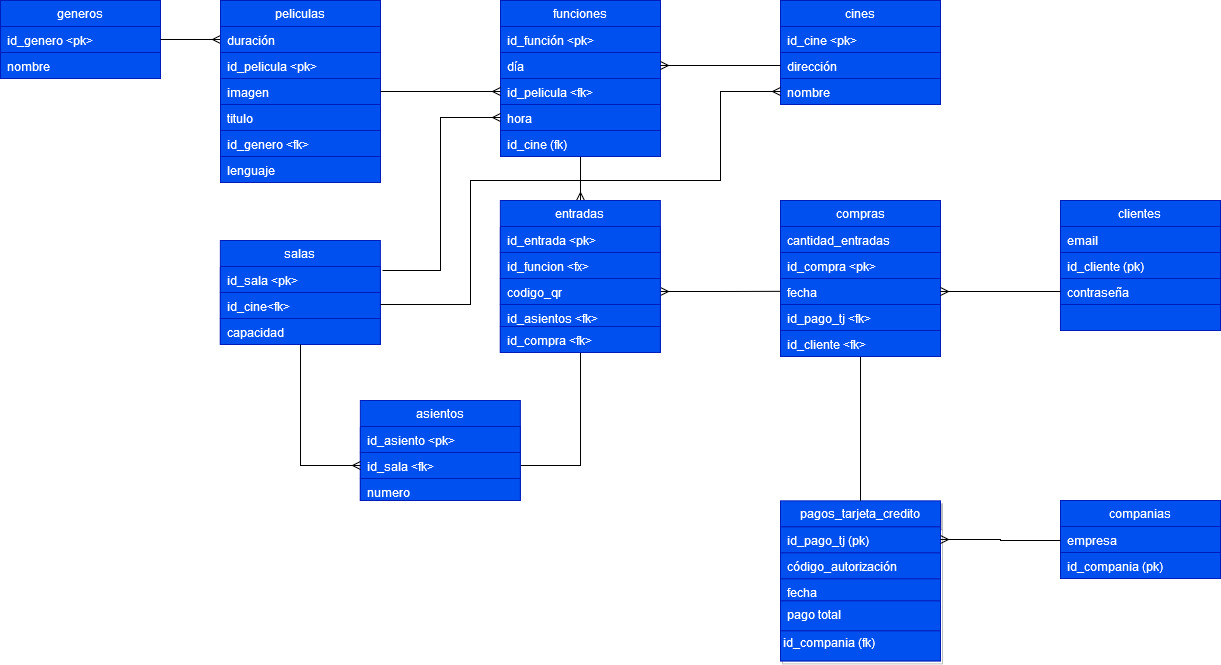 generos
id_genero <pk>
nombre
peliculas
duración
id_pelicula <pk>
imagen
titulo
id_genero <fk>
lenguaje
funciones
id_función <pk>
día
id_pelicula <fk>
hora
id_cine (fk)
cines
id_cine <pk>
dirección
nombre
salas
id_sala <pk>
id_cine<fk>
capacidad
entradas
id_entrada <pk>
id_funcion <fx>
codigo_qr
id_asientos <fk>
id_compra <fk>
compras
cantidad_entradas
id_compra <pk>
fecha
id_pago_tj <fk>
id_cliente <fk>
clientes
email
id_cliente (pk)
contraseña
asientos
id_asiento <pk>
id_sala <fk>
numero
pagos_tarjeta_credito
id_pago_tj (pk)
código_autorización
fecha
pago total
id_compania (fk)
companias
empresa
id_compania (pk)